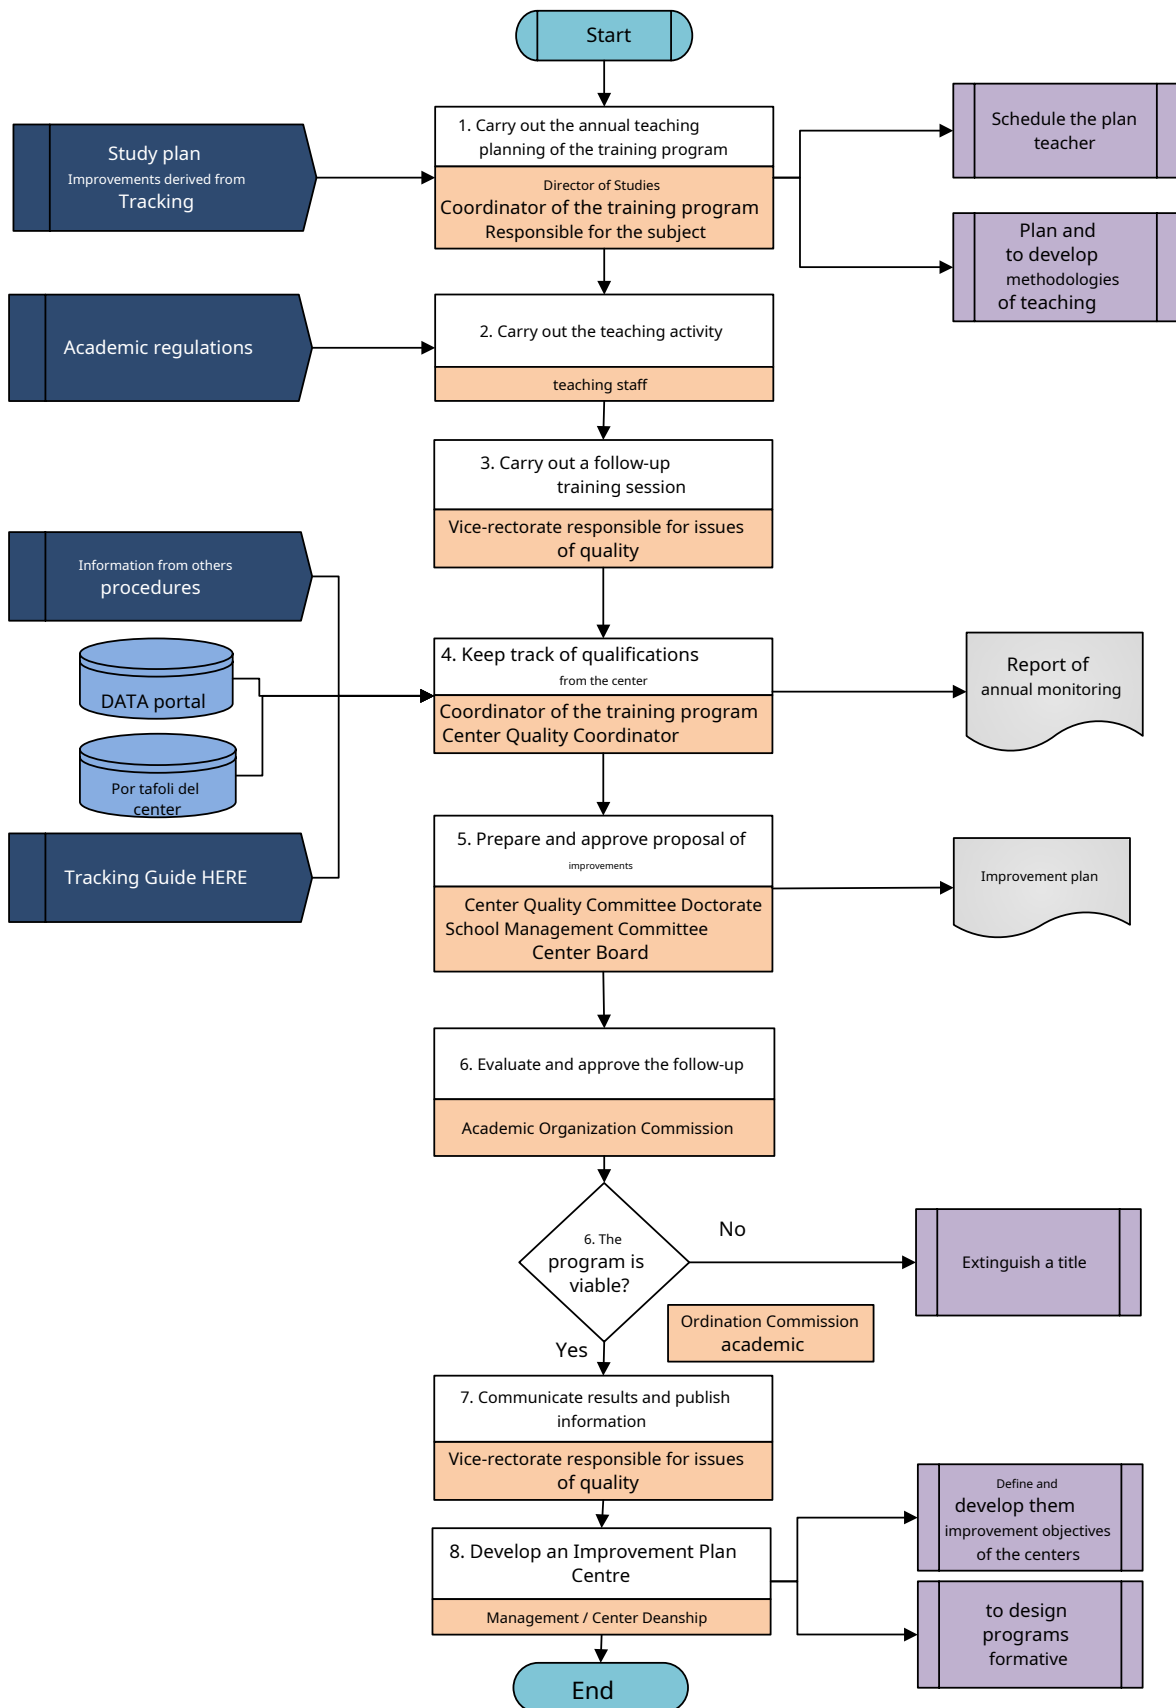 Start
1. Carry out the annual teaching
planning of the training program
Director of Studies
Coordinator of the training program
Responsible for the subject
Study plan
Improvements derived from
Tracking
Schedule the plan
teacher
Plan and
to develop
methodologies
of teaching
Academic regulations
2. Carry out the teaching activity
teaching staff
3. Carry out a follow-up
training session
Vice-rectorate responsible for issues
of quality
Information from others
procedures
DATA portal
Por tafoli del
center
Tracking Guide HERE
4. Keep track of qualifications
from the center
Coordinator of the training program
Center Quality Coordinator
Report of
annual monitoring
5. Prepare and approve proposal of
improvements
Center Quality Committee Doctorate
School Management Committee
Center Board
Improvement plan
6. Evaluate and approve the follow-up
Academic Organization Commission
6. The
program is
viable?
No
Extinguish a title
Ordination Commission
academic
Yes
7. Communicate results and publish
information
Vice-rectorate responsible for issues
of quality
8. Develop an Improvement Plan
Centre
Management / Center Deanship
Define and
develop them
improvement objectives
of the centers
to design
programs
formative
End